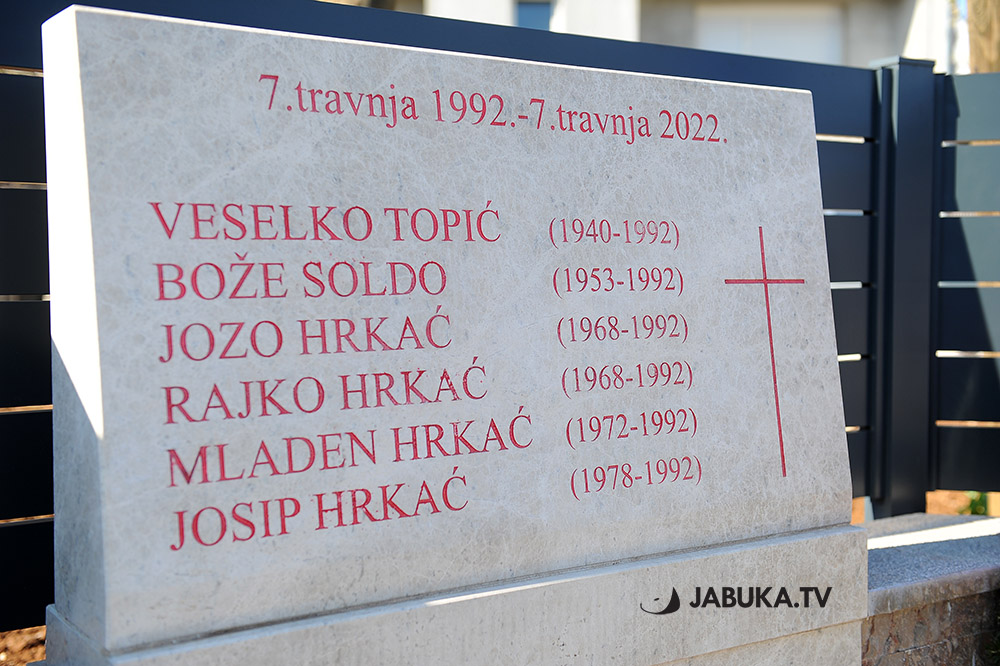 7.travnja 1992.-7.travnja 2022.
VESELKO TOPIĆ (1940-1992)
BOŽE SOLDO (1953-1992)
JOZO HRKAĆ (1968-1992)
RAJKO HRKAĆ (1968-1992)
MLADEN HRKAĆ (1972-1992)
JOSIP HRKAĆ (1978-1992)
JABUKA.TV